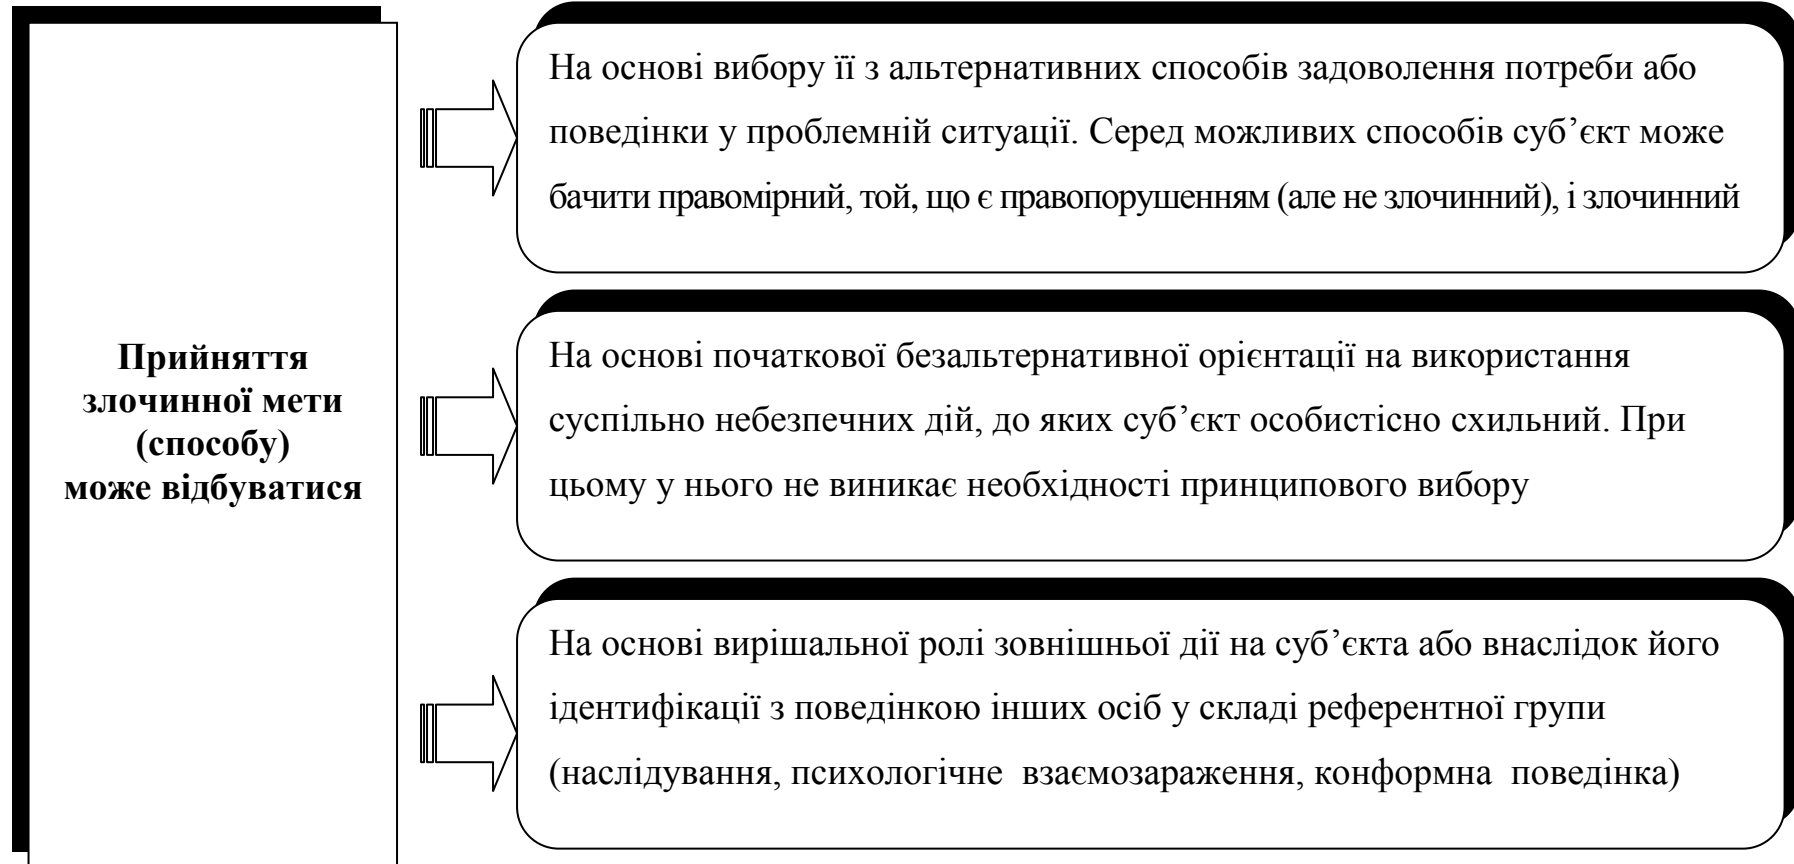 Прийняття
злочинної мети
(способу)
може відбуватися
На основі вибору її з альтернативних способів задоволення потреби або
поведінки у проблемній ситуації. Серед можливих способів суб’єкт може
бачити правомірний, той, що є правопорушенням (але не злочинний), і злочинний
На основі початкової безальтернативної орієнтації на використання
суспільно небезпечних дій, до яких суб’єкт особистісно схильний. При
цьому у нього не виникає необхідності принципового вибору
На основі вирішальної ролі зовнішньої дії на суб’єкта або внаслідок його
ідентифікації з поведінкою інших осіб у складі референтної групи
(наслідування, психологічне взаємозараження, конформна поведінка)